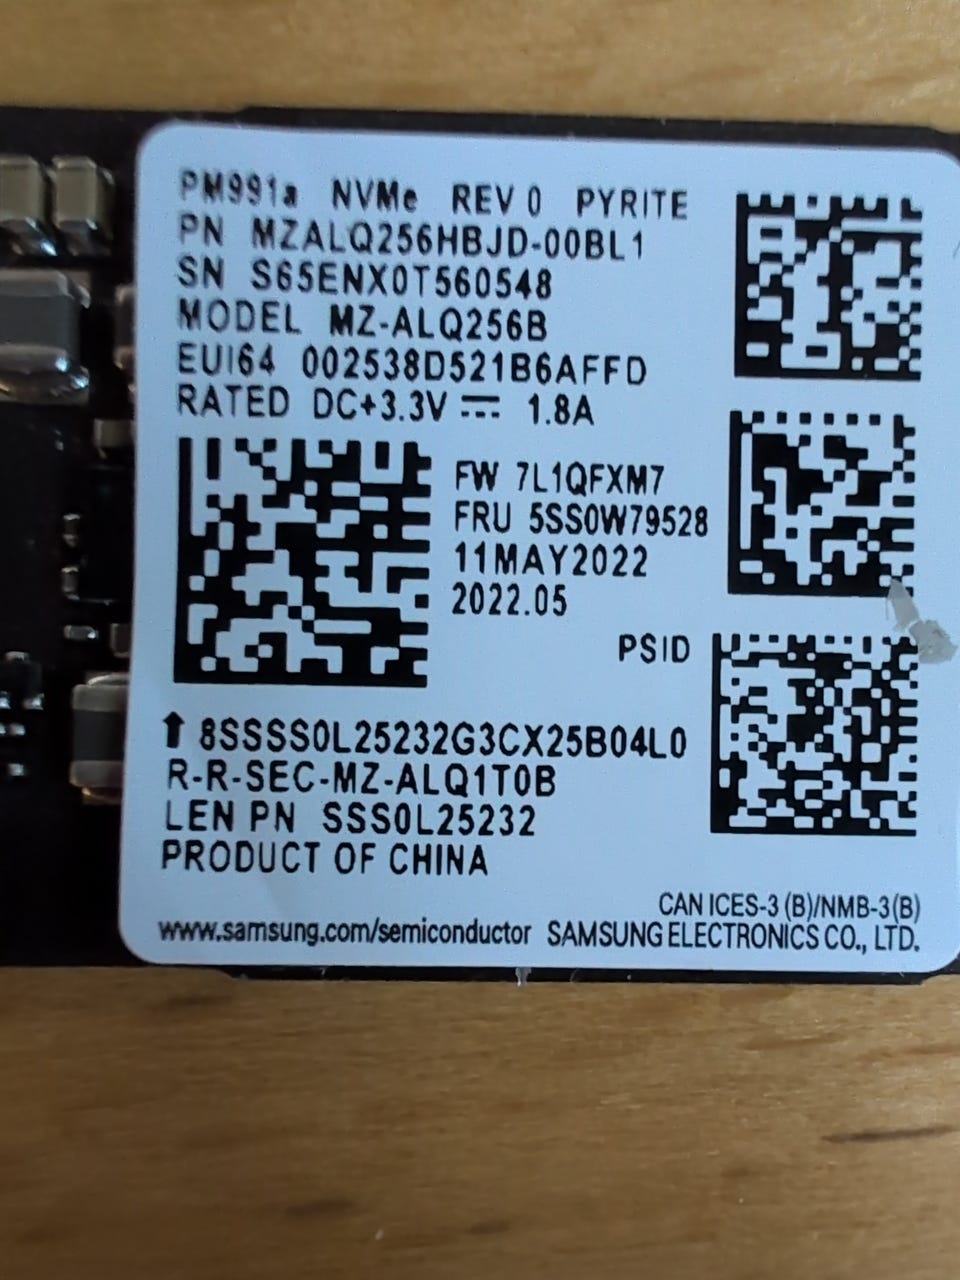 PM991a NVMe REV 0 PYRITE
PN MZALQ256HBJD-00BL1
SN S65ENX0T560548
MODEL MZ-ALQ256B
EUI64 002538D521B6AFFD
RATED DC+3.3V ⎓ 1.8A
FW 7L1QFXM7
FRU 5SS0W79528
11MAY2022
2022.05
PSID
↑ 8SSSS0L25232G3CX25B04L0
R-R-SEC-MZ-ALQ1T0B
LEN PN SSS0L25232
PRODUCT OF CHINA
CAN ICES-3 (B)/NMB-3(B)
www.samsung.com/semiconductor SAMSUNG ELECTRONICS CO., LTD.